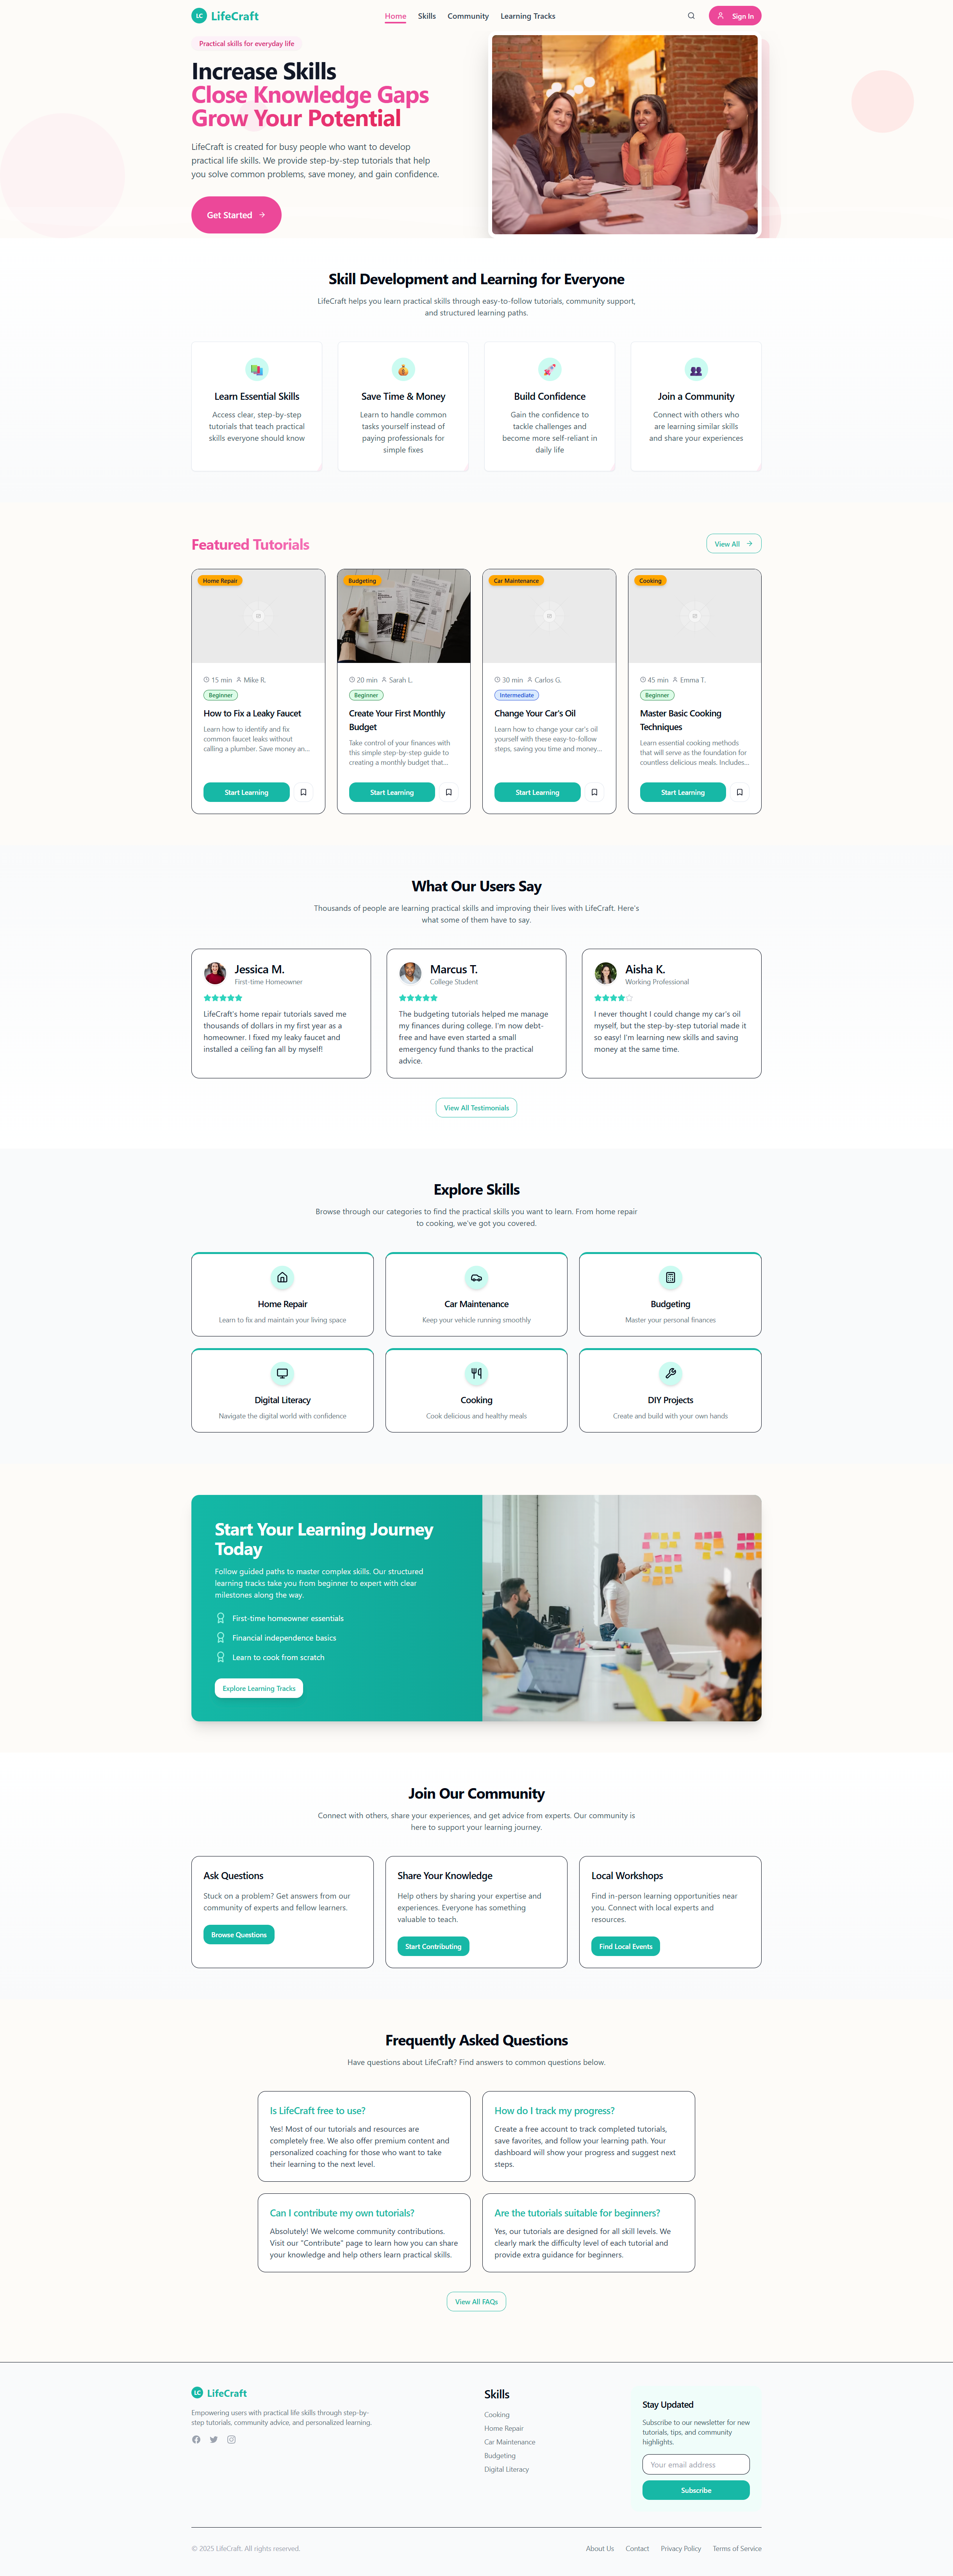 LC LifeCraft
Home Skills Community Learning Tracks
Sign In
Practical skills for everyday life
Increase Skills
Close Knowledge Gaps
Grow Your Potential
LifeCraft is created for busy people who want to develop
practical life skills. We provide step-by-step tutorials that help
you solve common problems, save money, and gain confidence.
Get Started
Skill Development and Learning for Everyone
LifeCraft helps you learn practical skills through easy-to-follow tutorials, community support,
and structured learning paths.
Learn Essential Skills
Access clear, step-by-step
tutorials that teach practical
skills everyone should know
Save Time & Money
Learn to handle common
tasks yourself instead of
paying professionals for
simple fixes
Build Confidence
Gain the confidence to
tackle challenges and
become more self-reliant in
daily life
Join a Community
Connect with others who
are learning similar skills
and share your experiences
Featured Tutorials
View All
Home Repair
15 min Mike R.
Beginner
How to Fix a Leaky Faucet
Learn how to identify and fix
common faucet leaks without
calling a plumber. Save money an...
Start Learning
Budgeting
20 min Sarah L.
Beginner
Create Your First Monthly
Budget
Take control of your finances with
this simple step-by-step guide to
creating a monthly budget that...
Start Learning
Car Maintenance
30 min Carlos G.
Intermediate
Change Your Car's Oil
Learn how to change your car's oil
yourself with these easy-to-follow
steps, saving you time and money...
Start Learning
Cooking
45 min Emma T.
Beginner
Master Basic Cooking
Techniques
Learn essential cooking methods
that will serve as the foundation for
countless delicious meals. Includes...
Start Learning
What Our Users Say
Thousands of people are learning practical skills and improving their lives with LifeCraft. Here's
what some of them have to say.
Jessica M.
First-time Homeowner
LifeCraft's home repair tutorials saved me
thousands of dollars in my first year as a
homeowner. I fixed my leaky faucet and
installed a ceiling fan all by myself!
Marcus T.
College Student
The budgeting tutorials helped me manage
my finances during college. I'm now debt-
free and have even started a small
emergency fund thanks to the practical
advice.
Aisha K.
Working Professional
I never thought I could change my car's oil
myself, but the step-by-step tutorial made it
so easy! I'm learning new skills and saving
money at the same time.
View All Testimonials
Explore Skills
Browse through our categories to find the practical skills you want to learn. From home repair
to cooking, we've got you covered.
Home Repair
Learn to fix and maintain your living space
Car Maintenance
Keep your vehicle running smoothly
Budgeting
Master your personal finances
Digital Literacy
Navigate the digital world with confidence
Cooking
Cook delicious and healthy meals
DIY Projects
Create and build with your own hands
Start Your Learning Journey
Today
Follow guided paths to master complex skills. Our structured
learning tracks take you from beginner to expert with clear
milestones along the way.
First-time homeowner essentials
Financial independence basics
Learn to cook from scratch
Explore Learning Tracks
Join Our Community
Connect with others, share your experiences, and get advice from experts. Our community is
here to support your learning journey.
Ask Questions
Stuck on a problem? Get answers from our
community of experts and fellow learners.
Browse Questions
Share Your Knowledge
Help others by sharing your expertise and
experiences. Everyone has something
valuable to teach.
Start Contributing
Local Workshops
Find in-person learning opportunities near
you. Connect with local experts and
resources.
Find Local Events
Frequently Asked Questions
Have questions about LifeCraft? Find answers to common questions below.
Is LifeCraft free to use?
Yes! Most of our tutorials and resources are
completely free. We also offer premium content and
personalized coaching for those who want to take
their learning to the next level.
How do I track my progress?
Create a free account to track completed tutorials,
save favorites, and follow your learning path. Your
dashboard will show your progress and suggest next
steps.
Can I contribute my own tutorials?
Absolutely! We welcome community contributions.
Visit our "Contribute" page to learn how you can share
your knowledge and help others learn practical skills.
Are the tutorials suitable for beginners?
Yes, our tutorials are designed for all skill levels. We
clearly mark the difficulty level of each tutorial and
provide extra guidance for beginners.
View All FAQs
LC LifeCraft
Empowering users with practical life skills through step-by-
step tutorials, community advice, and personalized learning.
Skills
Cooking
Home Repair
Car Maintenance
Budgeting
Digital Literacy
Stay Updated
Subscribe to our newsletter for new
tutorials, tips, and community
highlights.
Your email address
Subscribe
© 2025 LifeCraft. All rights reserved.
About Us Contact Privacy Policy Terms of Service